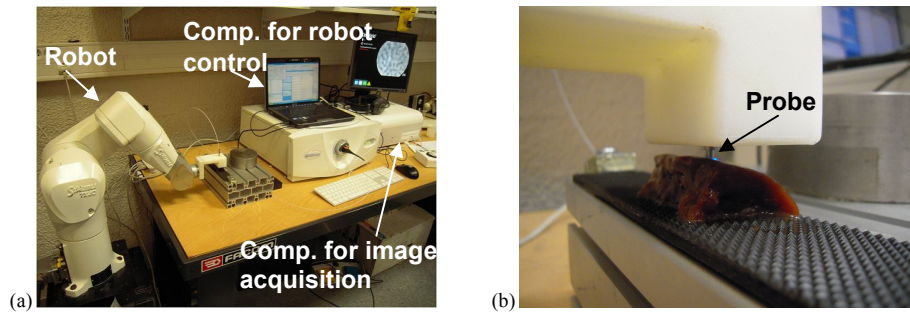 Comp. for robot
control
Robot
Comp. for image
acquisition
(a)
Probe
(b)